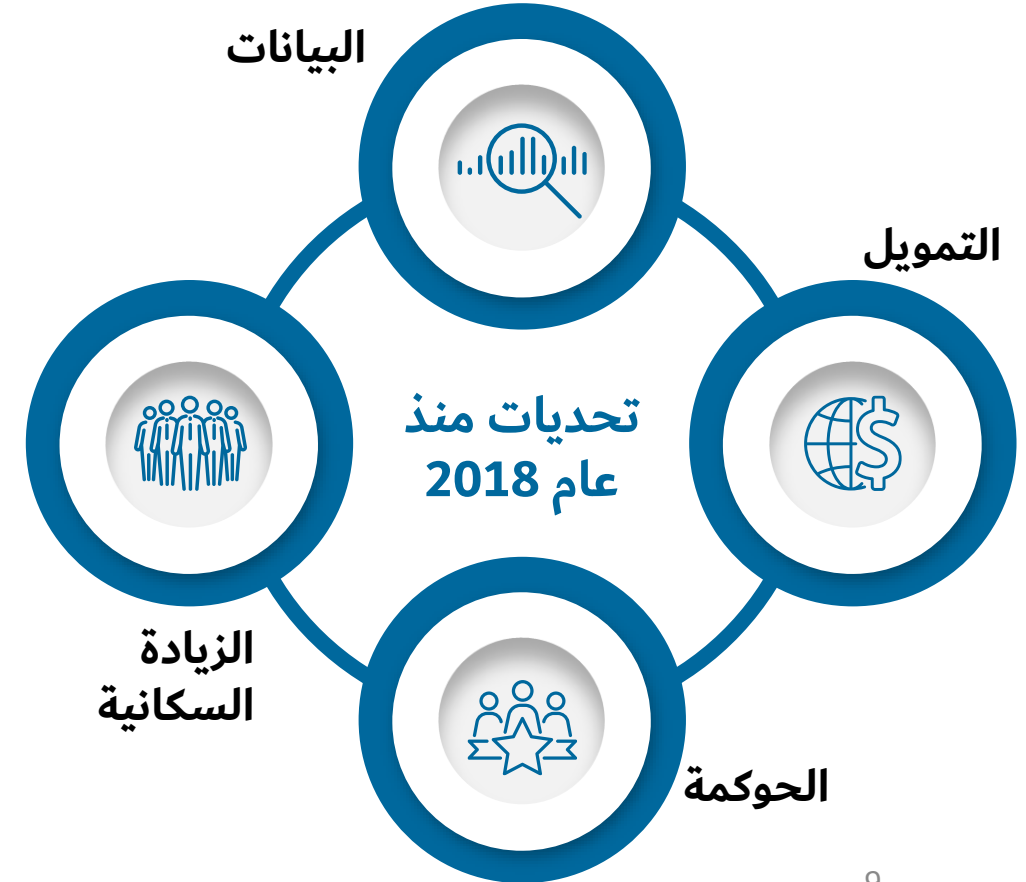 البيانات
التمويل
تحديات منذ
عام 2018
الزيادة
السكانية
الحوكمة